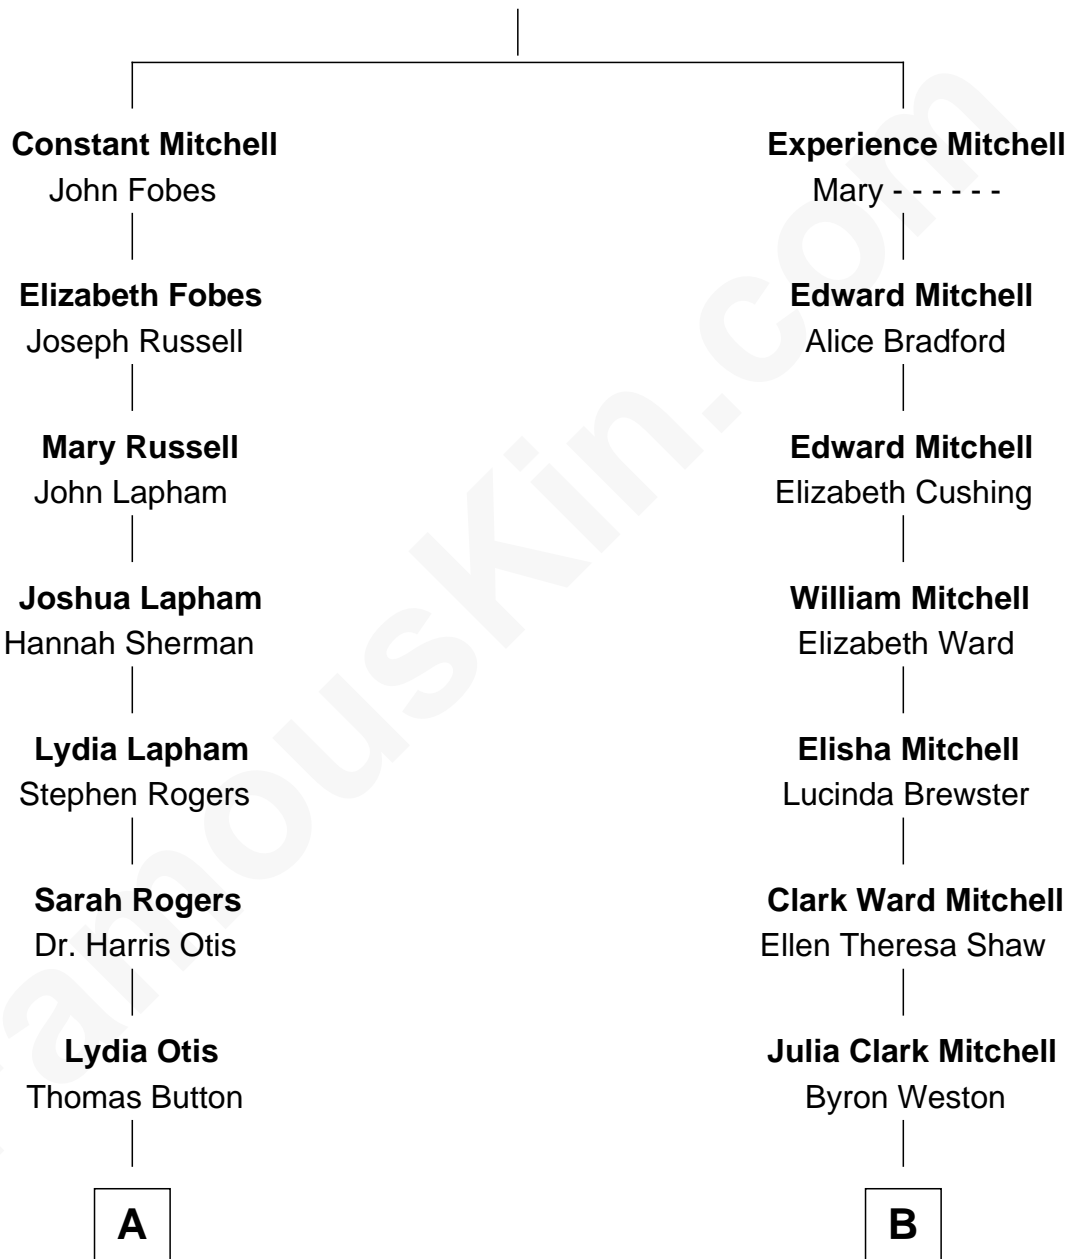 Constant Mitchell
John Fobes
Elizabeth Fobes
Joseph Russell
Mary Russell
John Lapham
Joshua Lapham
Hannah Sherman
Lydia Lapham
Stephen Rogers
Sarah Rogers
Dr. Harris Otis
Lydia Otis
Thomas Button
A
Experience Mitchell
Mary - - - - - -
Edward Mitchell
Alice Bradford
Edward Mitchell
Elizabeth Cushing
William Mitchell
Elizabeth Ward
Elisha Mitchell
Lucinda Brewster
Clark Ward Mitchell
Ellen Theresa Shaw
Julia Clark Mitchell
Byron Weston
B
FamousKin.com